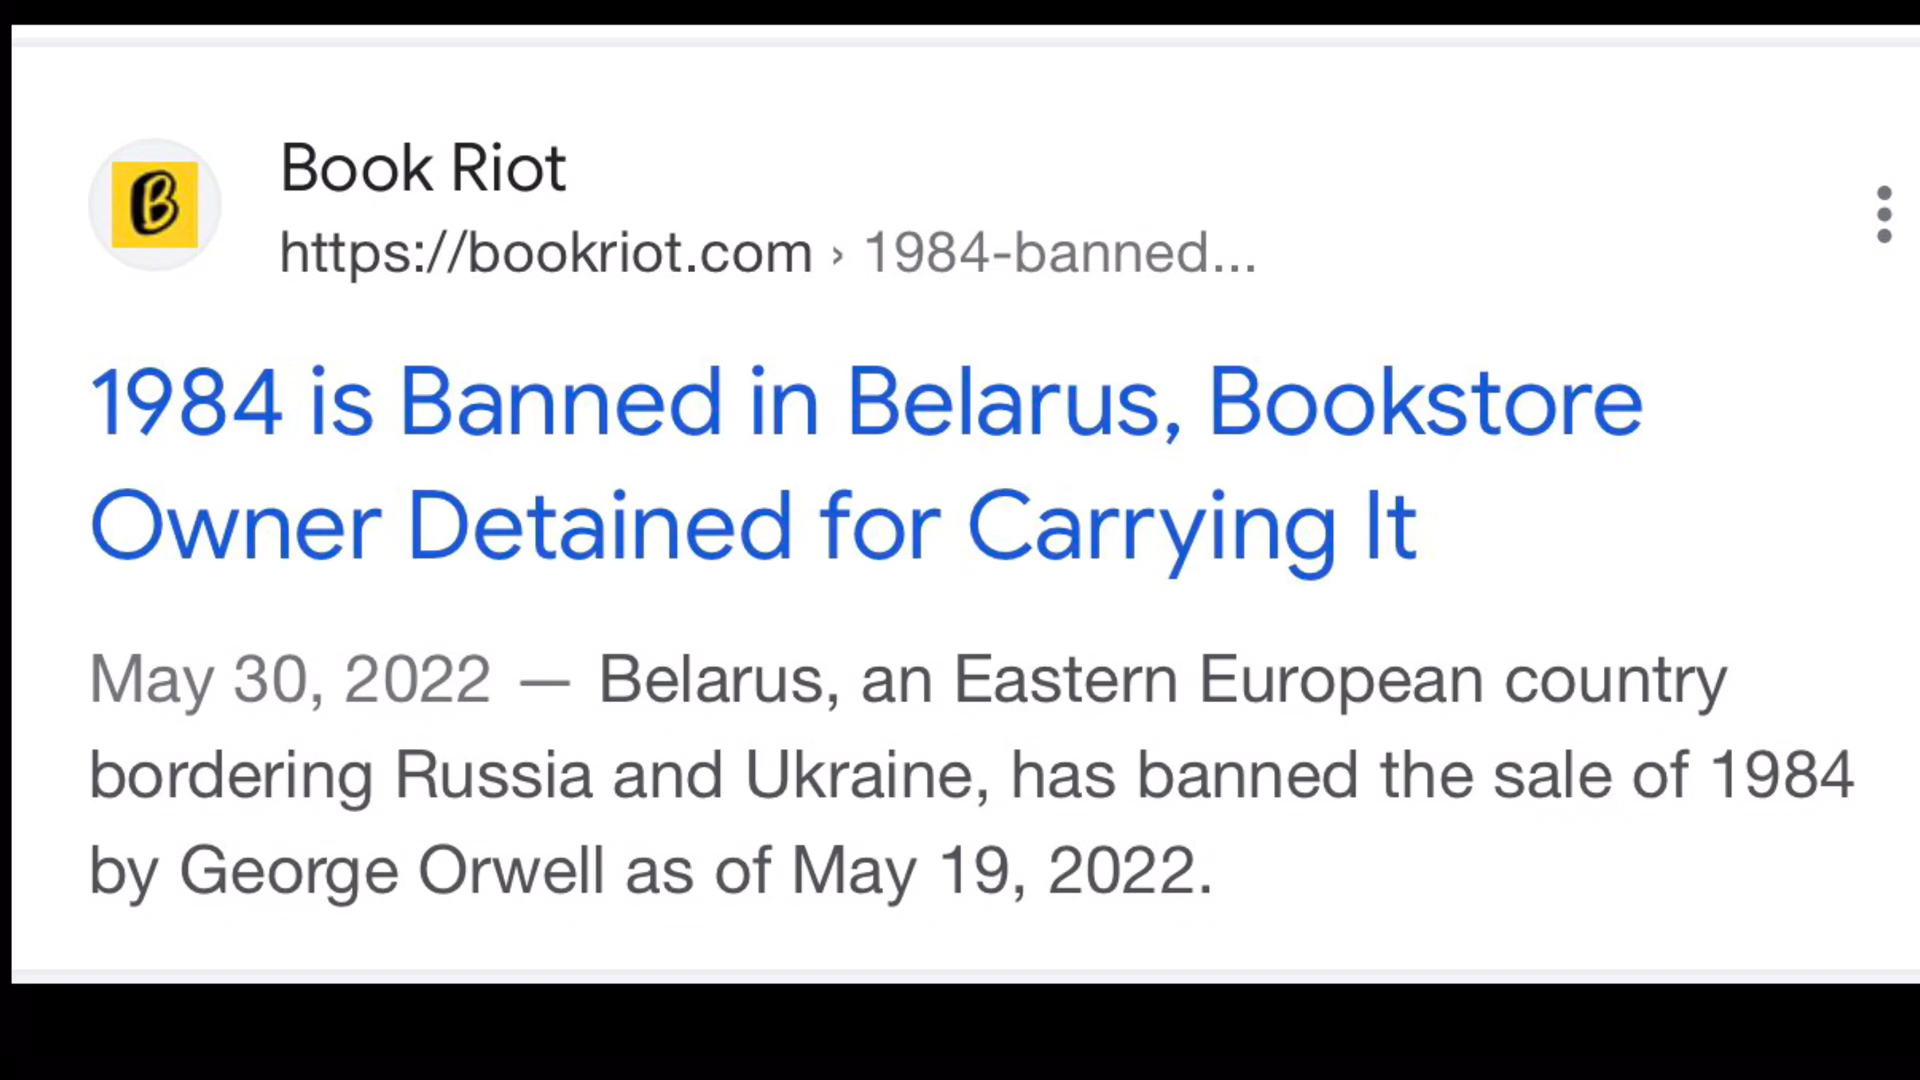 B
Book Riot
https://bookriot.com › 1984-banned...
1984 is Banned in Belarus, Bookstore
Owner Detained for Carrying It
May 30, 2022 — Belarus, an Eastern European country
bordering Russia and Ukraine, has banned the sale of 1984
by George Orwell as of May 19, 2022.